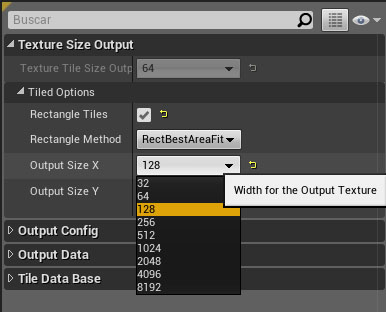 Buscar
Texture Size Output
Texture Tile Size Outp
64
Tiled Options
Rectangle Tiles
Rectangle Method
RectBestAreaFit
Output Size X
128
Width for the Output Texture
Output Size Y
32
64
128
256
512
1024
2048
4096
8192
Output Config
Output Data
Tile Data Base